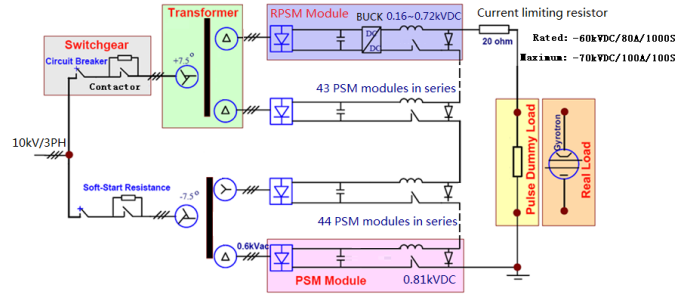 Transformer
RPSM Module
BUCK
0.16~0.72kVDC
Current limiting resistor
Switchgear
Circuit Breaker
Contactor
+7.5°
DC
DC
20 ohm
Rated: -60kVDC/80A/1000S
Maximum: -70kVDC/100A/100S
43 PSM modules in series
10kV/3PH
Pulse Dummy Load
Gyrotron
Real Load
Soft-Start Resistance
-7.5°
44 PSM modules in series
0.6kVac
PSM Module
0.81kVDC